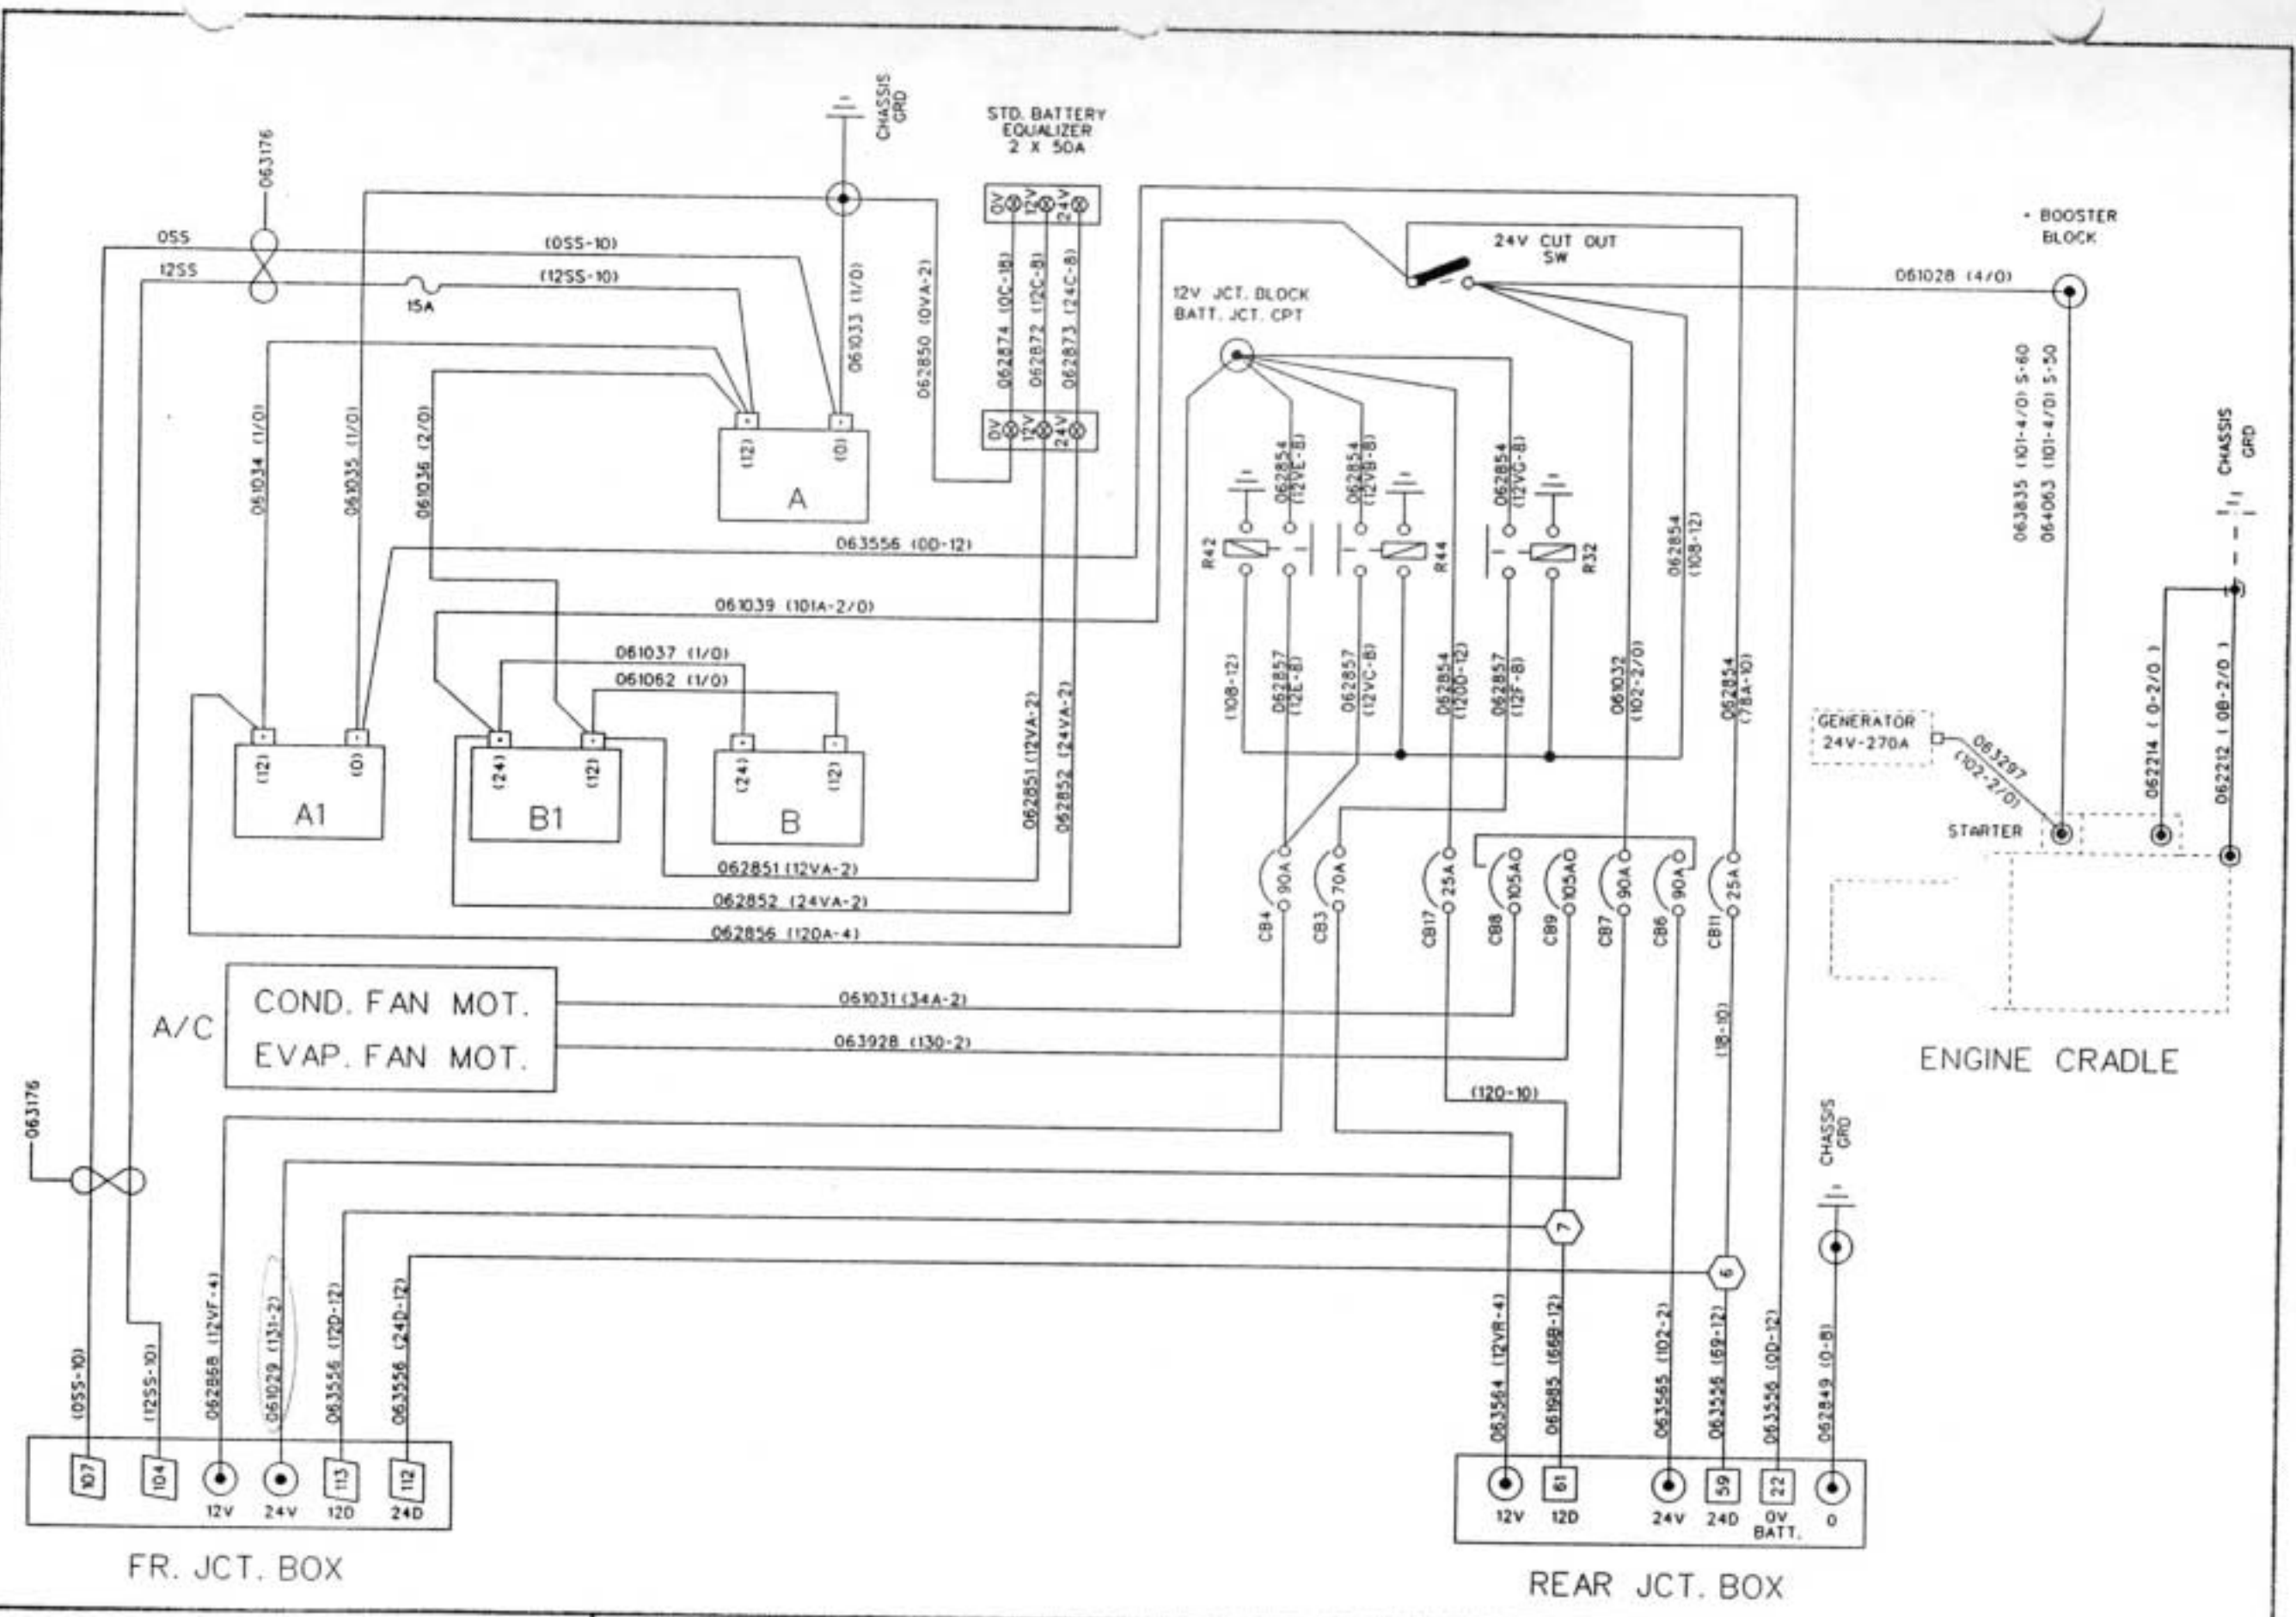 CHASSIS
GRD
STD. BATTERY
EQUALIZER
2 X 50A
063176
0V
12V
24V
- BOOSTER
BLOCK
0SS
(0SS-10)
12SS
(12SS-10)
15A
24V CUT OUT
SW
061028 (4/0)
12V JCT. BLOCK
BATT. JCT. CPT
061033 (1/0)
062850 (0VA-2)
062874 (0C-18)
062872 (12C-8)
062873 (24C-8)
063835 (101-4/0) S-60
064063 (101-4/0) S-50
CHASSIS
GRD
061034 (1/0)
061035 (1/0)
061036 (2/0)
(12)
(0)
A
0V
12V
24V
062854
(12VE-8)
062854
(12VB-8)
062854
(12VG-8)
R42
R44
R32
062854
(108-12)
063556 (0D-12)
061039 (101A-2/0)
061037 (1/0)
061062 (1/0)
062851 (12VA-2)
062852 (24VA-2)
(108-12)
062857
(12E-8)
062857
(12VC-8)
062854
(120D-12)
062857
(12F-8)
061032
(102-2/0)
062854
(78A-10)
GENERATOR
24V-270A
063297
(102-2/0)
062214 ( 0-2/0 )
062212 ( 0B-2/0 )
STARTER
(12)
(0)
A1
(24)
(12)
B1
(24)
(12)
B
062851 (12VA-2)
062852 (24VA-2)
062856 (120A-4)
90A
70A
25A
105A
105A
90A
90A
25A
CB4
CB3
CB17
CB8
CB9
CB7
CB6
CB11
A/C
COND. FAN MOT.
EVAP. FAN MOT.
061031 (34A-2)
063928 (130-2)
(18-10)
ENGINE CRADLE
(120-10)
063176
CHASSIS
GRD
7
6
(0SS-10)
(12SS-10)
062868 (12VF-4)
061029 (131-2)
063556 (12D-12)
063556 (24D-12)
063564 (12VR-4)
061985 (66B-12)
063565 (102-2)
063556 (69-12)
063556 (0D-12)
062849 (0-8)
107
104
113
112
12V
24V
12D
24D
61
59
22
12V
12D
24V
24D
0V
BATT.
0
FR. JCT. BOX
REAR JCT. BOX